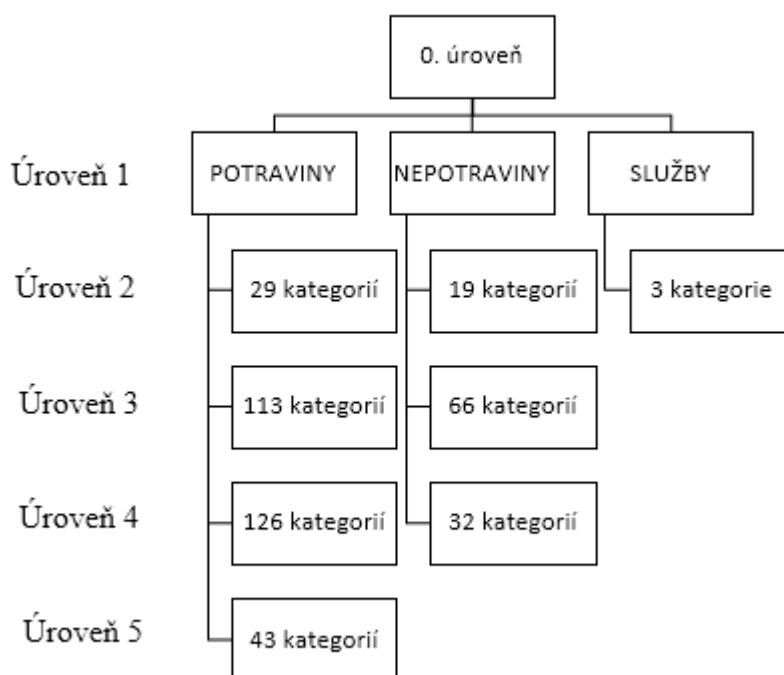 0. úroveň
Úroveň 1
POTRAVINY
NEPOTRAVINY
SLUŽBY
Úroveň 2
29 kategorií
19 kategorií
3 kategorie
Úroveň 3
113 kategorií
66 kategorií
Úroveň 4
126 kategorií
32 kategorií
Úroveň 5
43 kategorií